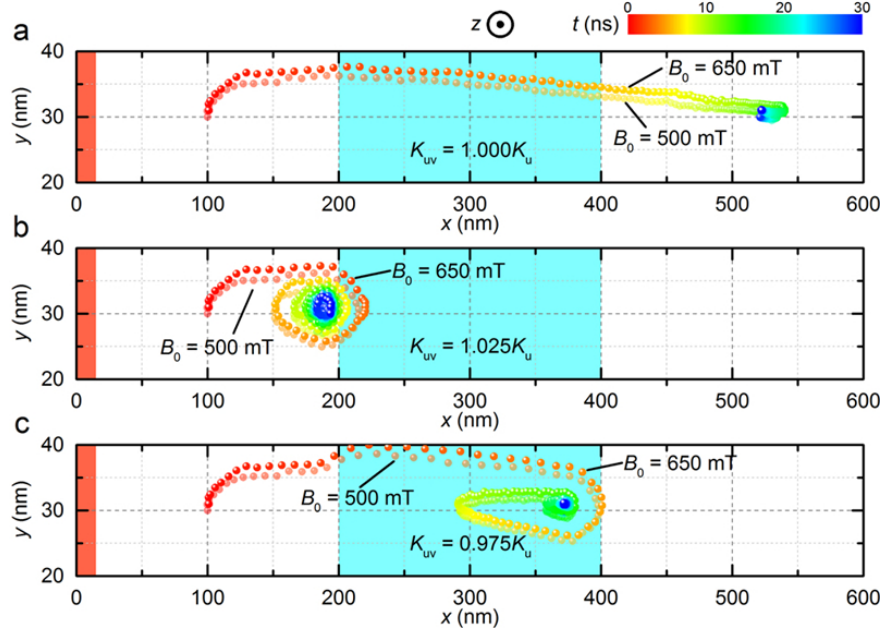 z t (ns) 0 10 20 30
a
40
30
20
y (nm)
B0 = 650 mT
B0 = 500 mT
Kuv = 1.000Ku
0 100 200 300 400 500 600
x (nm)
b
40
30
20
y (nm)
B0 = 650 mT
B0 = 500 mT
Kuv = 1.025Ku
0 100 200 300 400 500 600
x (nm)
c
40
30
20
y (nm)
B0 = 650 mT
B0 = 500 mT
Kuv = 0.975Ku
0 100 200 300 400 500 600
x (nm)